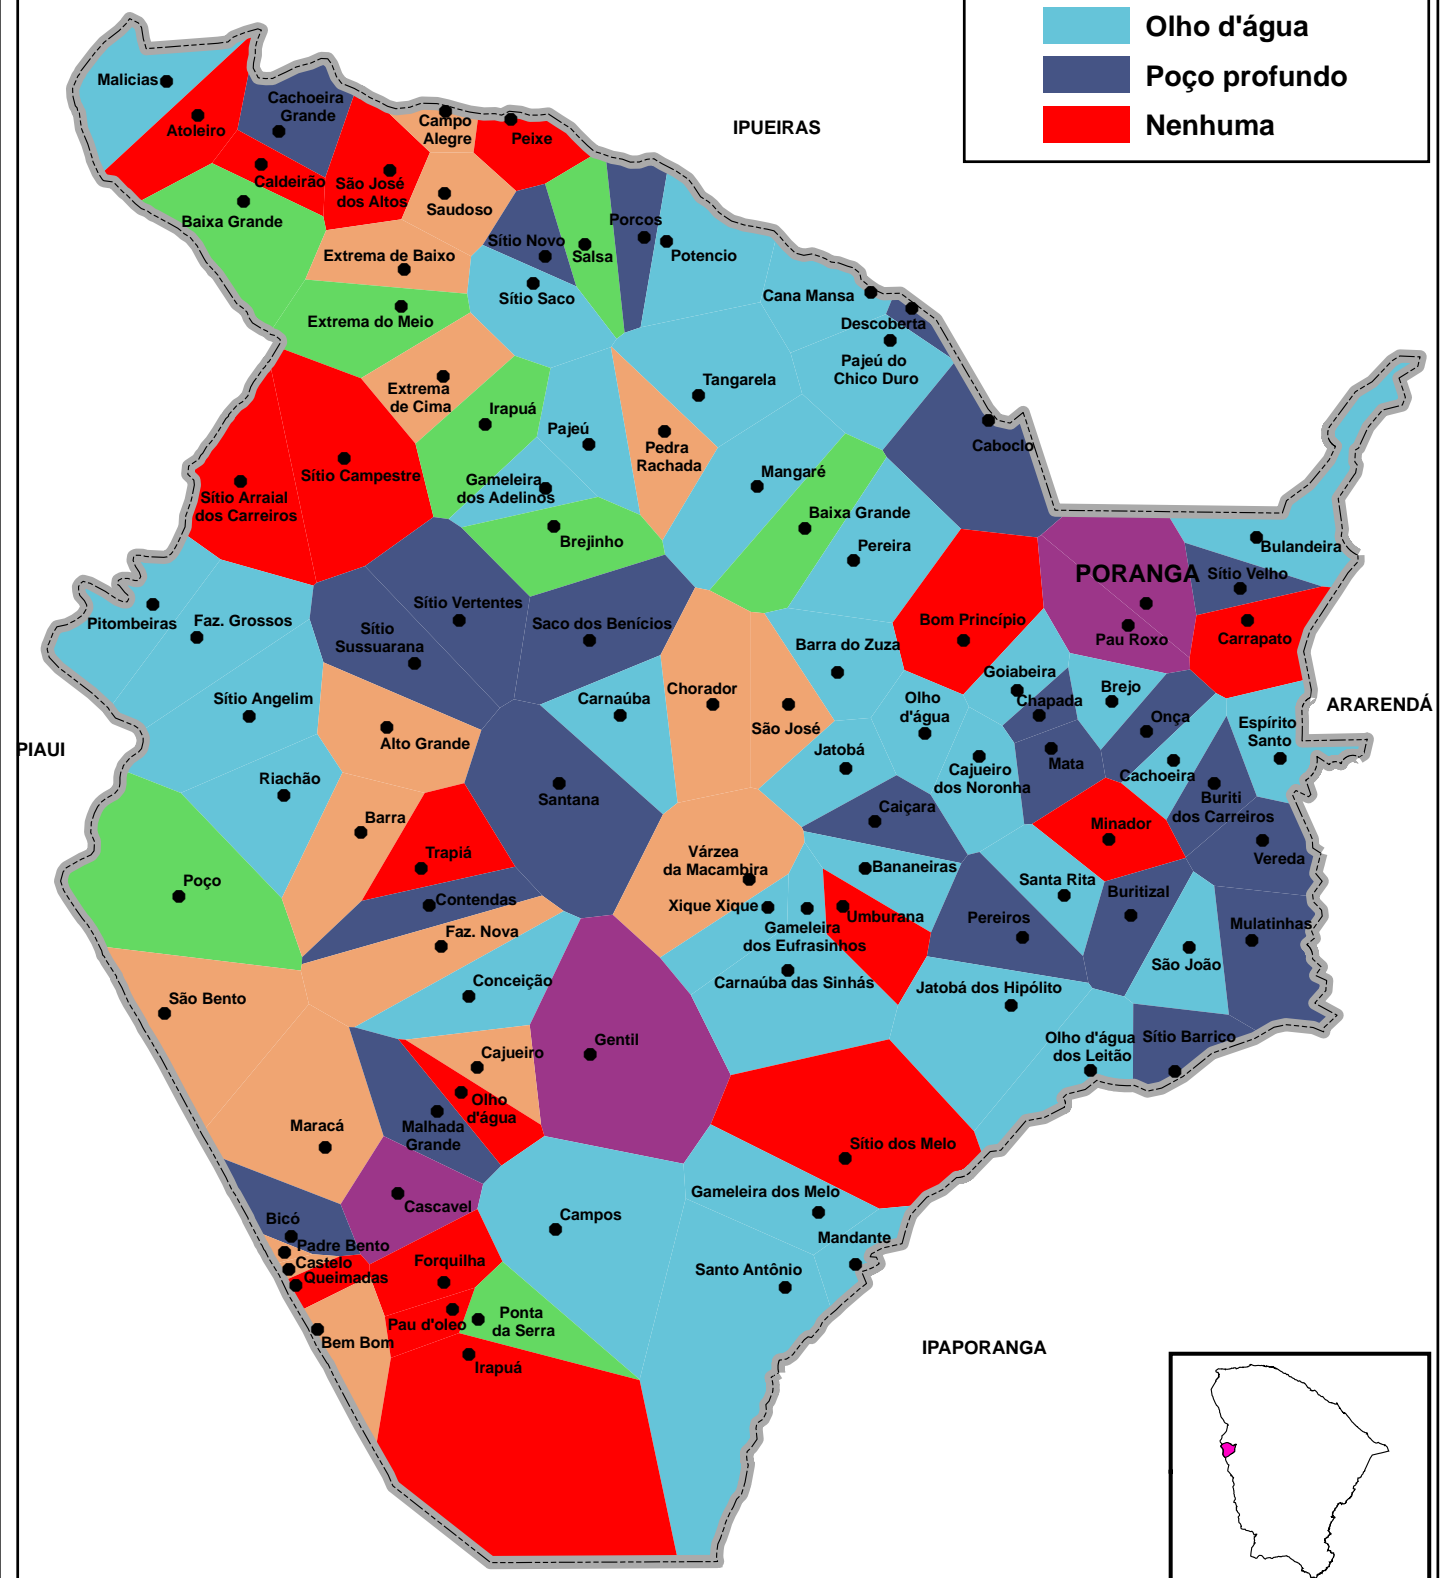 Olho d'água
Poço profundo
Nenhuma
IPUEIRAS
Malicias
Atoleiro
Cachoeira
Grande
Caldeirão
São José
dos Altos
Campo
Alegre
Peixe
Saudoso
Baixa Grande
Extrema de Baixo
Sítio Novo
Salsa
Porcos
Potencio
Sítio Saco
Extrema do Meio
Cana Mansa
Descoberta
Pajeú do
Chico Duro
Tangarela
Extrema
de Cima
Irapuá
Pajeú
Pedra
Rachada
Caboclo
Sítio Campestre
Sítio Arraial
dos Carreiros
Gameleira
dos Adelinos
Mangaré
Baixa Grande
Brejinho
Pereira
Bulandeira
PORANGA
Sítio Velho
Pau Roxo
Carrapato
Pitombeiras
Faz. Grossos
Sítio Vertentes
Sítio
Sussuarana
Saco dos Benícios
Bom Princípio
Barra do Zuza
Goiabeira
Chapada
Brejo
Sítio Angelim
Carnaúba
Chorador
São José
Olho
d'água
Onça
Espírito
Santo
ARARENDÁ
PIAUI
Alto Grande
Jatobá
Cajueiro
dos Noronha
Mata
Cachoeira
Riachão
Santana
Caiçara
Buriti
dos Carreiros
Barra
Minador
Trapiá
Várzea
da Macambira
Bananeiras
Vereda
Poço
Contendas
Santa Rita
Buritizal
Xique Xique
Umburana
Pereiros
Mulatinhas
Faz. Nova
Gameleira
dos Eufrasinhos
São João
Conceição
Carnaúba das Sinhás
Jatobá dos Hipólito
São Bento
Gentil
Olho d'água
dos Leitão
Sítio Barrico
Cajueiro
Olho
d'água
Maracá
Malhada
Grande
Sítio dos Melo
Cascavel
Gameleira dos Melo
Bicó
Campos
Mandante
Padre Bento
Castelo
Queimadas
Forquilha
Santo Antônio
Pau d'oleo
Ponta
da Serra
Bem Bom
Irapuá
IPAPORANGA